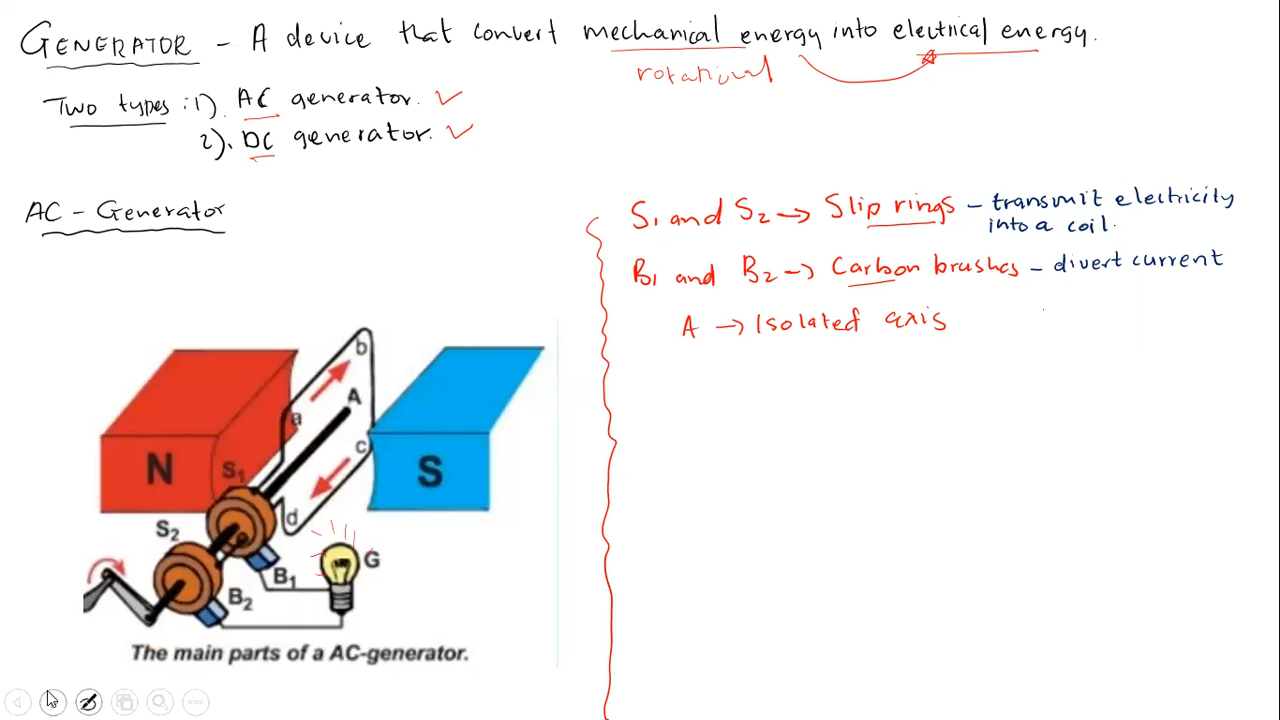 GENERATOR - A device that convert mechanical energy into electrical energy.
rotational
Two types: 1). AC generator. ✓
2). DC generator. ✓
AC - Generator
S1 and S2 → Slip rings - transmit electricity
into a coil.
B1 and B2 → Carbon brushes - divert current
A → Isolated axis
b
A
a
c
N
S1
S
d
S2
G
B1
B2
The main parts of a AC-generator.